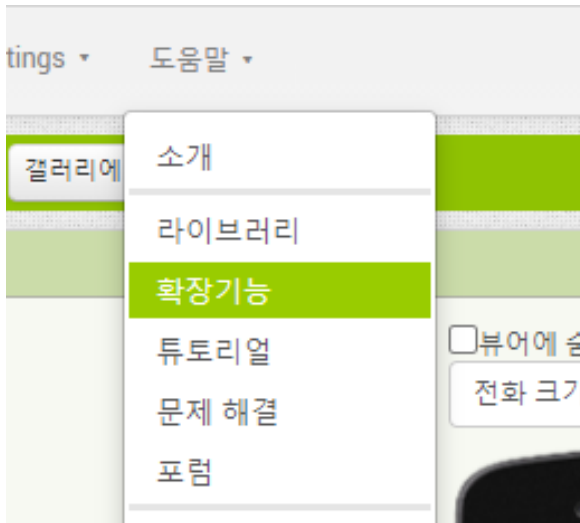 tings ▾ 도움말 ▾
갤러리에
소개
라이브러리
확장기능
튜토리얼
뷰어에
문제 해결
전화 크기
포럼